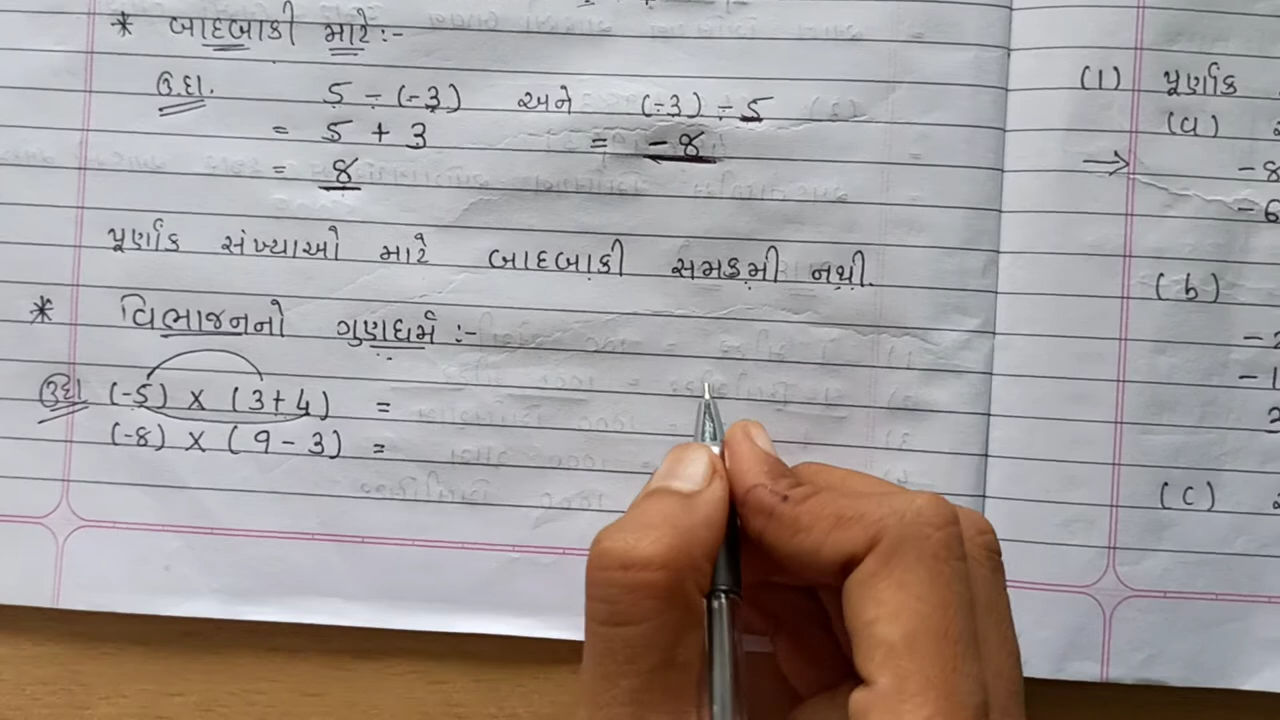 * બાદબાકી માટે :-
ઉદા. 5 - (-3) અને (-3) - 5
= 5 + 3 = - 8
= 8
પૂર્ણાંક સંખ્યાઓ માટે બાદબાકી સમક્રમી નથી.
* વિભાજનનો ગુણધર્મ :-
ઉદા (-5) × (3+4) =
(-8) × (9 - 3) =
(1) પૂર્ણાંક
(a)
→ -8
-6
(b)
-1
(c)